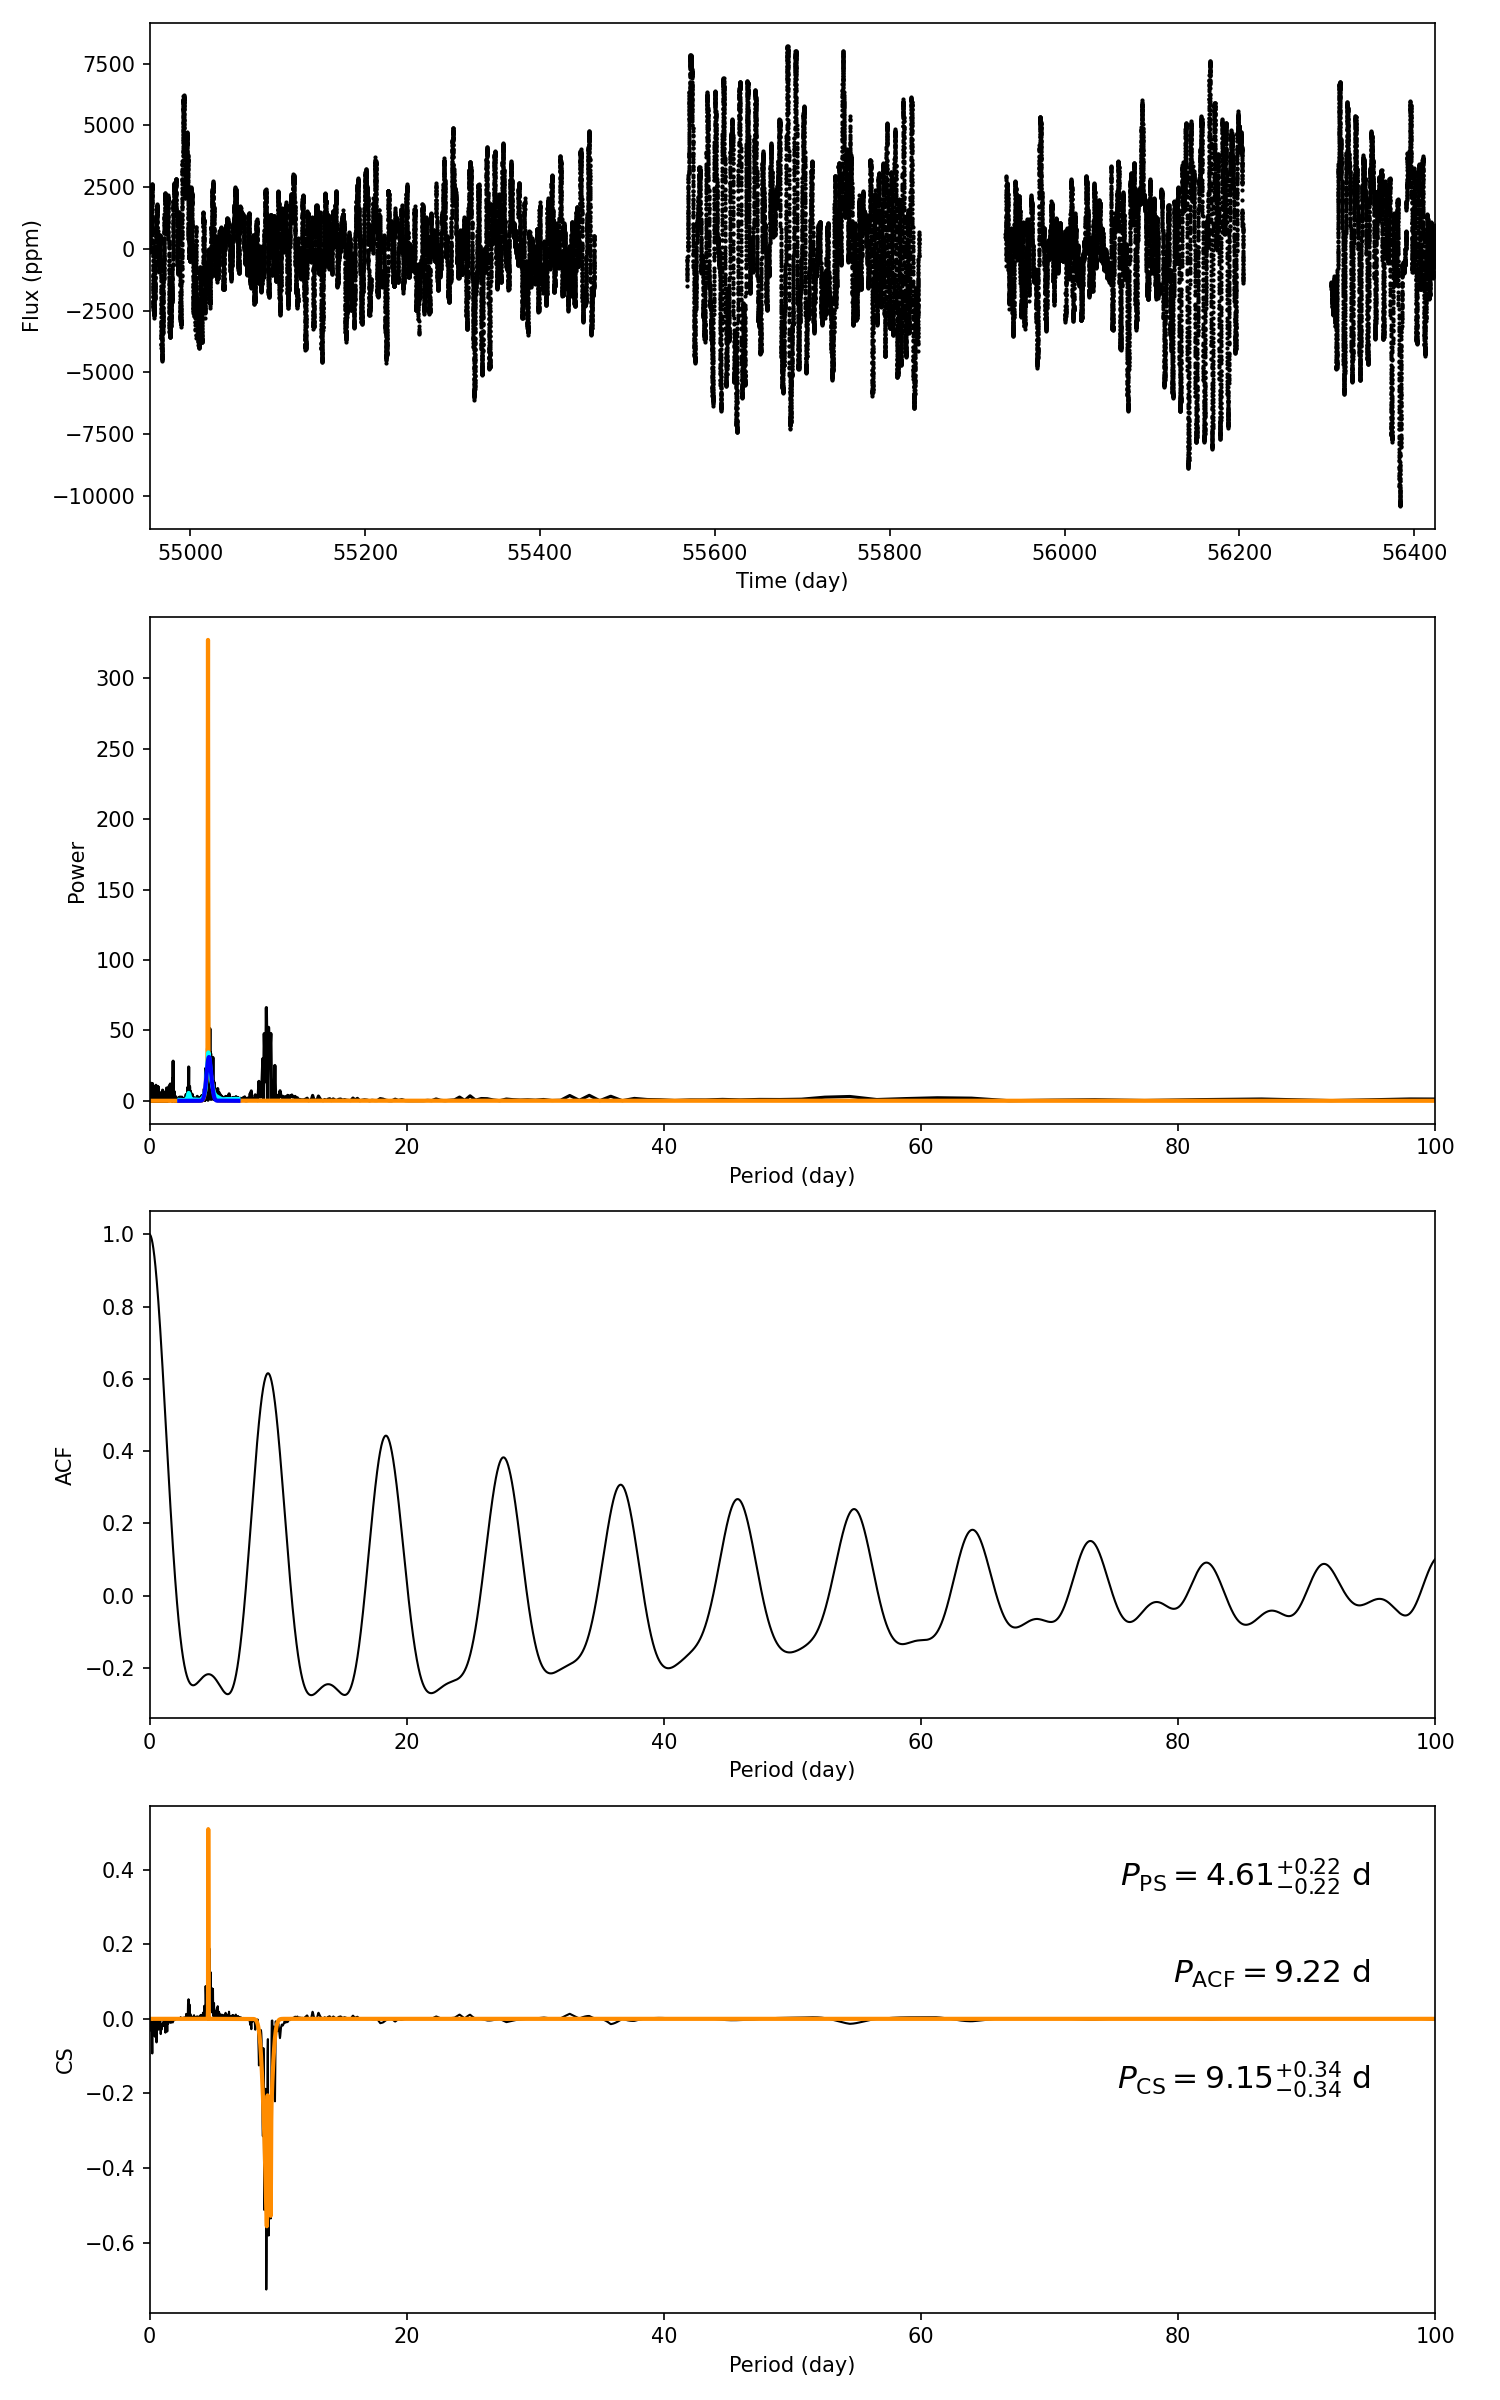 7500
5000
2500
0
−2500
−5000
−7500
−10000
Flux (ppm)
55000 55200 55400 55600 55800 56000 56200 56400
Time (day)
300
250
200
150
100
50
0
Power
0 20 40 60 80 100
Period (day)
1.0
0.8
0.6
0.4
0.2
0.0
−0.2
ACF
0 20 40 60 80 100
Period (day)
0.4
0.2
0.0
−0.2
−0.4
−0.6
CS
P_PS = 4.61 +0.22 −0.22 d
P_ACF = 9.22 d
P_CS = 9.15 +0.34 −0.34 d
0 20 40 60 80 100
Period (day)